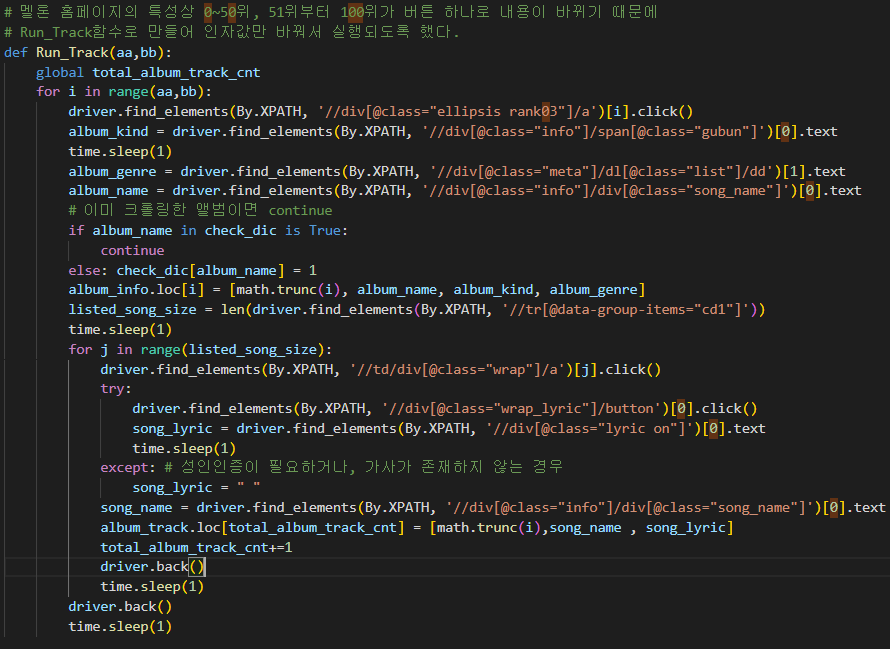 # 멜론 홈페이지의 특성상 0~50위, 51위부터 100위가 버튼 하나로 내용이 바뀌기 때문에
# Run_Track함수로 만들어 인자값만 바꿔서 실행되도록 했다.
def Run_Track(aa,bb):
    global total_album_track_cnt
    for i in range(aa,bb):
        driver.find_elements(By.XPATH, '//div[@class="ellipsis rank03"]/a')[i].click()
        album_kind = driver.find_elements(By.XPATH, '//div[@class="info"]/span[@class="gubun"]')[0].text
        time.sleep(1)
        album_genre = driver.find_elements(By.XPATH, '//div[@class="meta"]/dl[@class="list"]/dd')[1].text
        album_name = driver.find_elements(By.XPATH, '//div[@class="info"]/div[@class="song_name"]')[0].text
        # 이미 크롤링한 앨범이면 continue
        if album_name in check_dic is True:
            continue
        else: check_dic[album_name] = 1
        album_info.loc[i] = [math.trunc(i), album_name, album_kind, album_genre]
        listed_song_size = len(driver.find_elements(By.XPATH, '//tr[@data-group-items="cd1"]'))
        time.sleep(1)
        for j in range(listed_song_size):
            driver.find_elements(By.XPATH, '//td/div[@class="wrap"]/a')[j].click()
            try:
                driver.find_elements(By.XPATH, '//div[@class="wrap_lyric"]/button')[0].click()
                song_lyric = driver.find_elements(By.XPATH, '//div[@class="lyric on"]')[0].text
                time.sleep(1)
            except: # 성인인증이 필요하거나, 가사가 존재하지 않는 경우
                song_lyric = " "
            song_name = driver.find_elements(By.XPATH, '//div[@class="info"]/div[@class="song_name"]')[0].text
            album_track.loc[total_album_track_cnt] = [math.trunc(i),song_name , song_lyric]
            total_album_track_cnt+=1
            driver.back()
            time.sleep(1)
        driver.back()
        time.sleep(1)